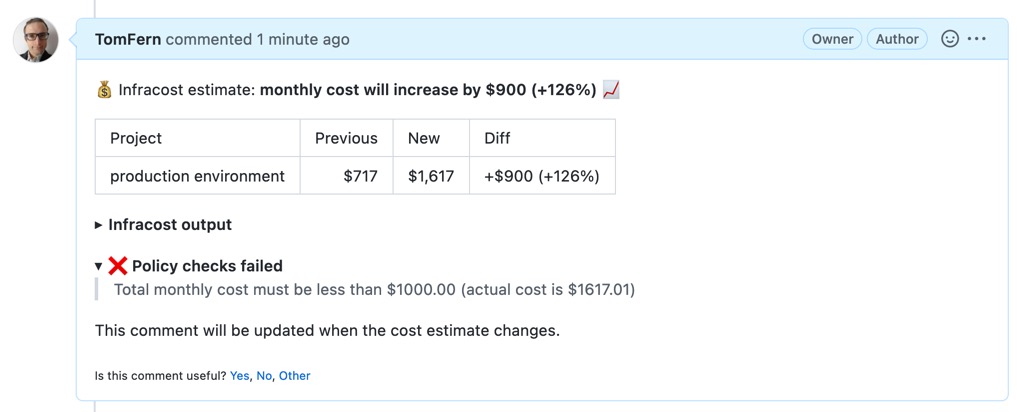 TomFern commented 1 minute ago Owner Author
💰 Infracost estimate: monthly cost will increase by $900 (+126%) 📈
Project Previous New Diff
production environment $717 $1,617 +$900 (+126%)
▸ Infracost output
▾ ❌ Policy checks failed
Total monthly cost must be less than $1000.00 (actual cost is $1617.01)
This comment will be updated when the cost estimate changes.
Is this comment useful? Yes, No, Other